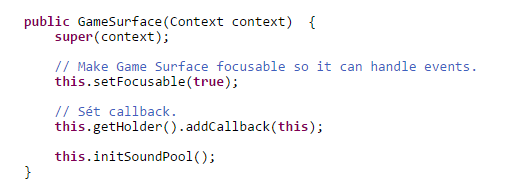 public GameSurface(Context context)  {
    super(context);

    // Make Game Surface focusable so it can handle events.
    this.setFocusable(true);

    // Sét callback.
    this.getHolder().addCallback(this);

    this.initSoundPool();
}